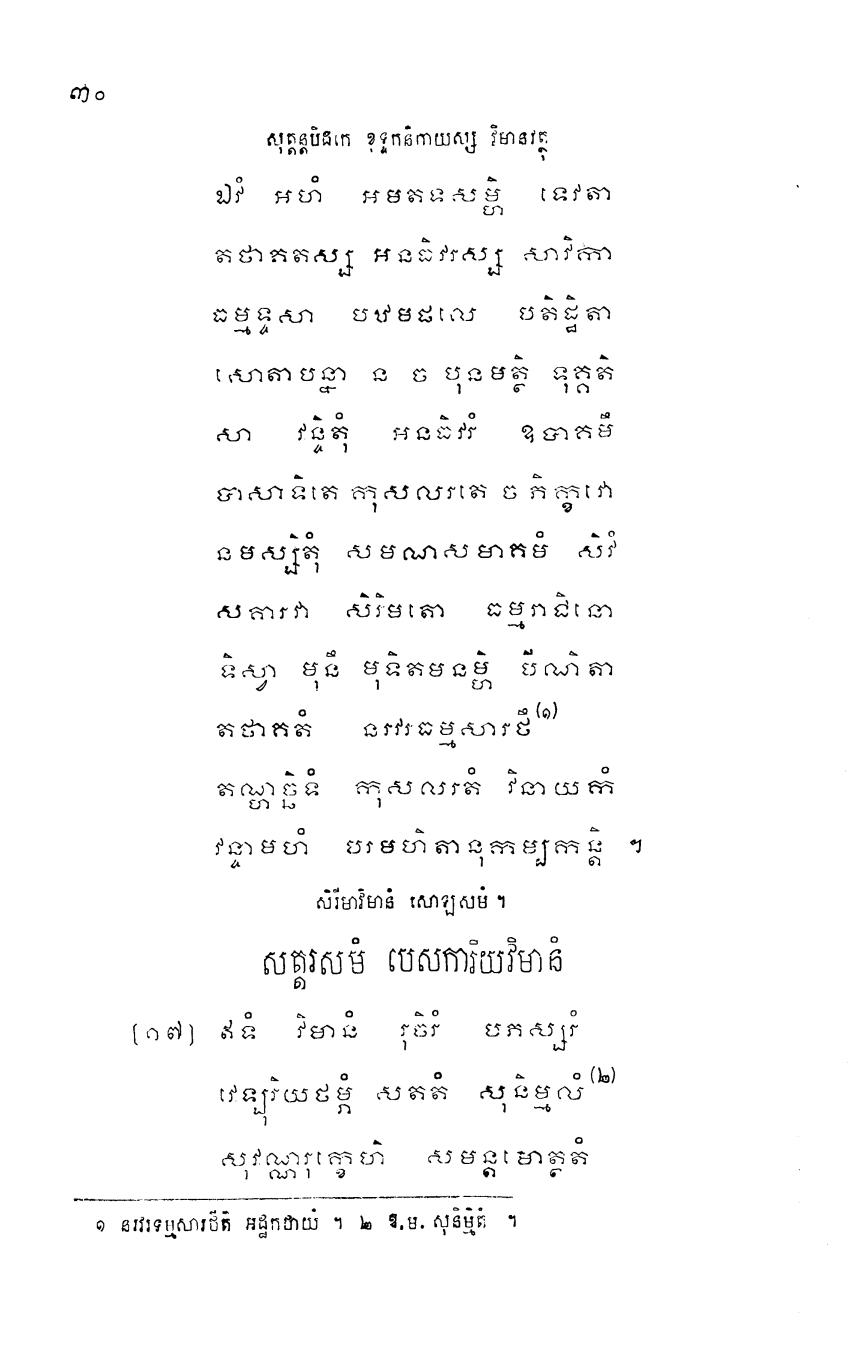 ៣០
សុត្តន្តបិដកេ ខុទ្ទកនិកាយស្ស វិមានវត្ថុ
ឯវំ អហំ អមតទសម្ហិ ទេវតា
តថាគតស្ស អនធិវរស្ស សាវិកា
ធម្មទ្ទសា បឋមផលេ បតិដ្ឋិតា
សោតាបន្នា ន ច បុនមត្ថិ ទុគ្គតិ
សា វន្ទិតុំ អនធិវរំ ឧបាគមឹ
បាសាទិតេ កុសលរតេ ច ភិក្ខវោ
នមស្សិតុំ សមណសមាគមំ សិវំ
សគារវា សិរិមតោ ធម្មរាជិនោ
ទិស្វា មុនឹ មុទិតមនម្ហិ បីណិតា
តថាគតំ នរវរធម្មសារថឹ (១)
តណ្ហច្ឆិទំ កុសលរតំ វិនាយកំ
វន្ទាមហំ បរមហិតានុកម្បកន្តិ ។
សិរីមាវិមានំ សោឡសមំ ។
សត្តរសមំ បេសការិយវិមានំ
[១៧] ឥទំ វិមានំ រុចិរំ បភស្សរំ
វេឡុរិយថម្ភំ សតតំ សុនិម្មលំ (២)
សុវណ្ណរុក្ខេហិ សមន្តមោត្ថតំ
១ នរវរទម្មសារថីតិ អដ្ឋកថាយំ ។ ២ ឱ.ម. សុនិម្មិតំ ។